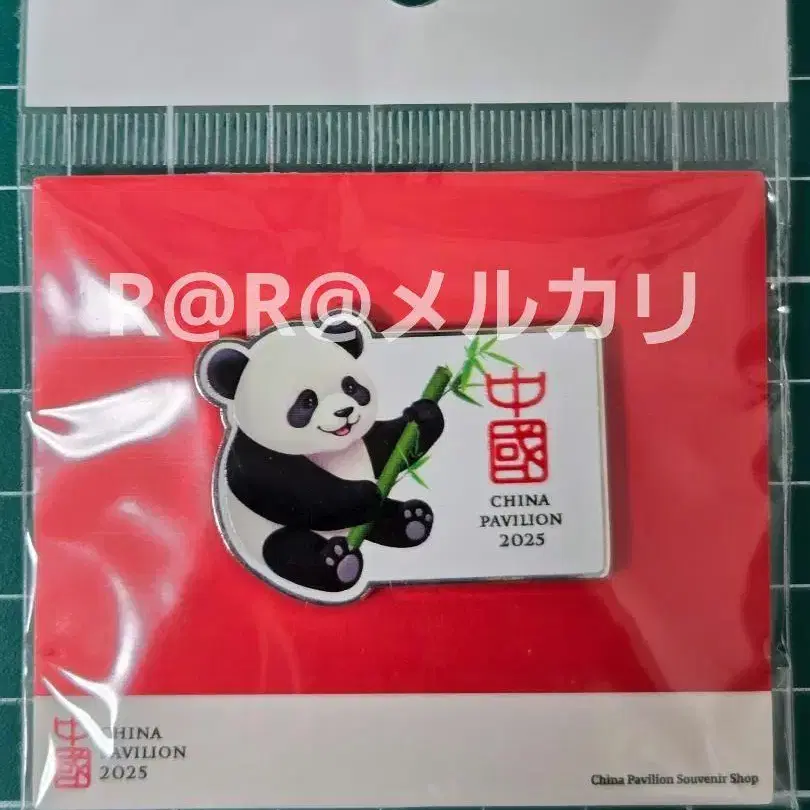 R@R@メルカリ
中
國
CHINA
PAVILION
2025
中國
CHINA
PAVILION
2025
China Pavilion Souvenir Shop